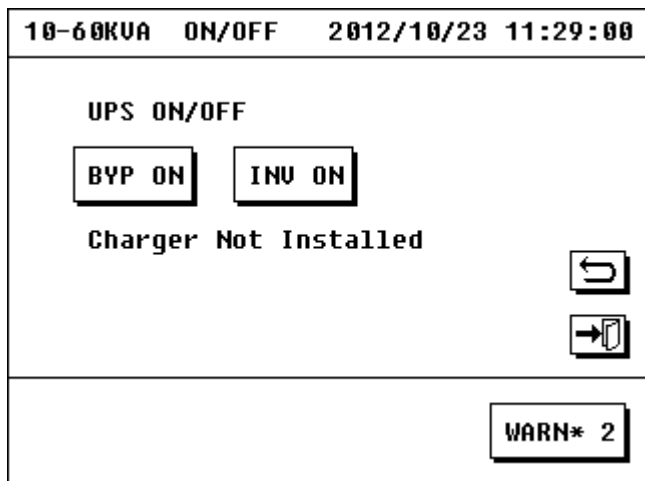 10-60KVA ON/OFF 2012/10/23 11:29:00
UPS ON/OFF
BYP ON INV ON
Charger Not Installed
WARN* 2